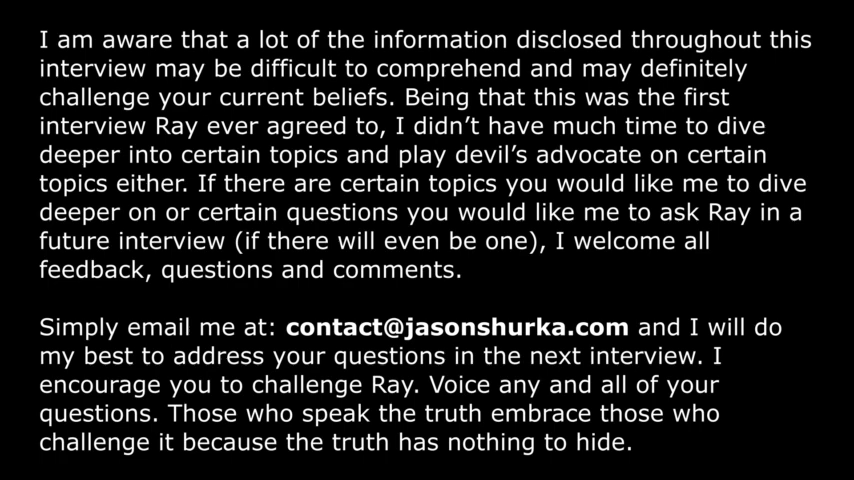 I am aware that a lot of the information disclosed throughout this
interview may be difficult to comprehend and may definitely
challenge your current beliefs. Being that this was the first
interview Ray ever agreed to, I didn’t have much time to dive
deeper into certain topics and play devil’s advocate on certain
topics either. If there are certain topics you would like me to dive
deeper on or certain questions you would like me to ask Ray in a
future interview (if there will even be one), I welcome all
feedback, questions and comments.
Simply email me at: contact@jasonshurka.com and I will do
my best to address your questions in the next interview. I
encourage you to challenge Ray. Voice any and all of your
questions. Those who speak the truth embrace those who
challenge it because the truth has nothing to hide.